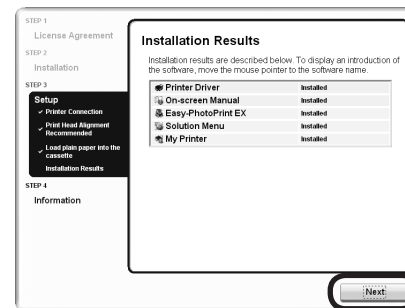 STEP 1
License Agreement
STEP 2
Installation
STEP 3
Setup
Printer Connection
Print Head Alignment
Recommended
Load plain paper into the
cassette
Installation Results
STEP 4
Information
Installation Results
Installation results are described below. To display an introduction of
the software, move the mouse pointer to the software name.
Printer Driver Installed
On-screen Manual Installed
Easy-PhotoPrint EX Installed
Solution Menu Installed
My Printer Installed
Next